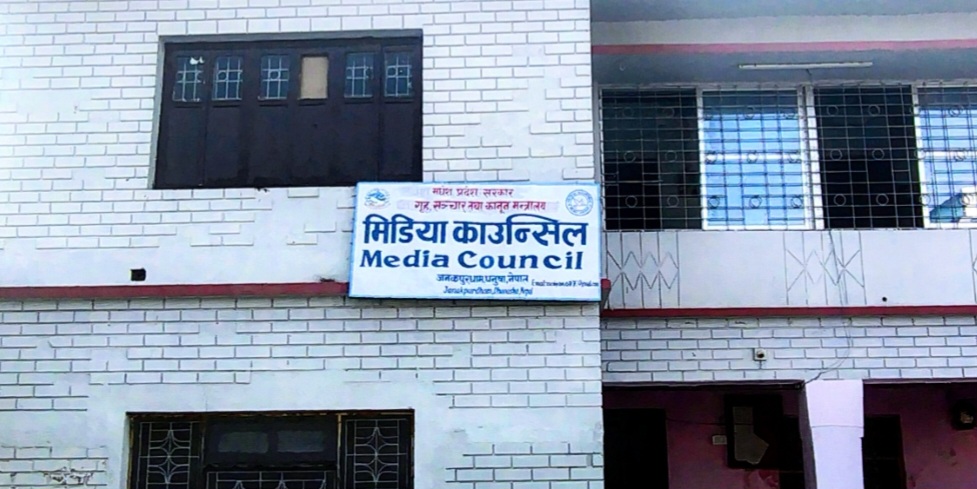 मधेश प्रदेश सरकार
गृह, सञ्चार तथा कानून मन्त्रालय
मिडिया काउन्सिल
Media Council
जनकपुरधाम, धनुषा, नेपाल
Janakpurdham, Dhanusha, Nepal